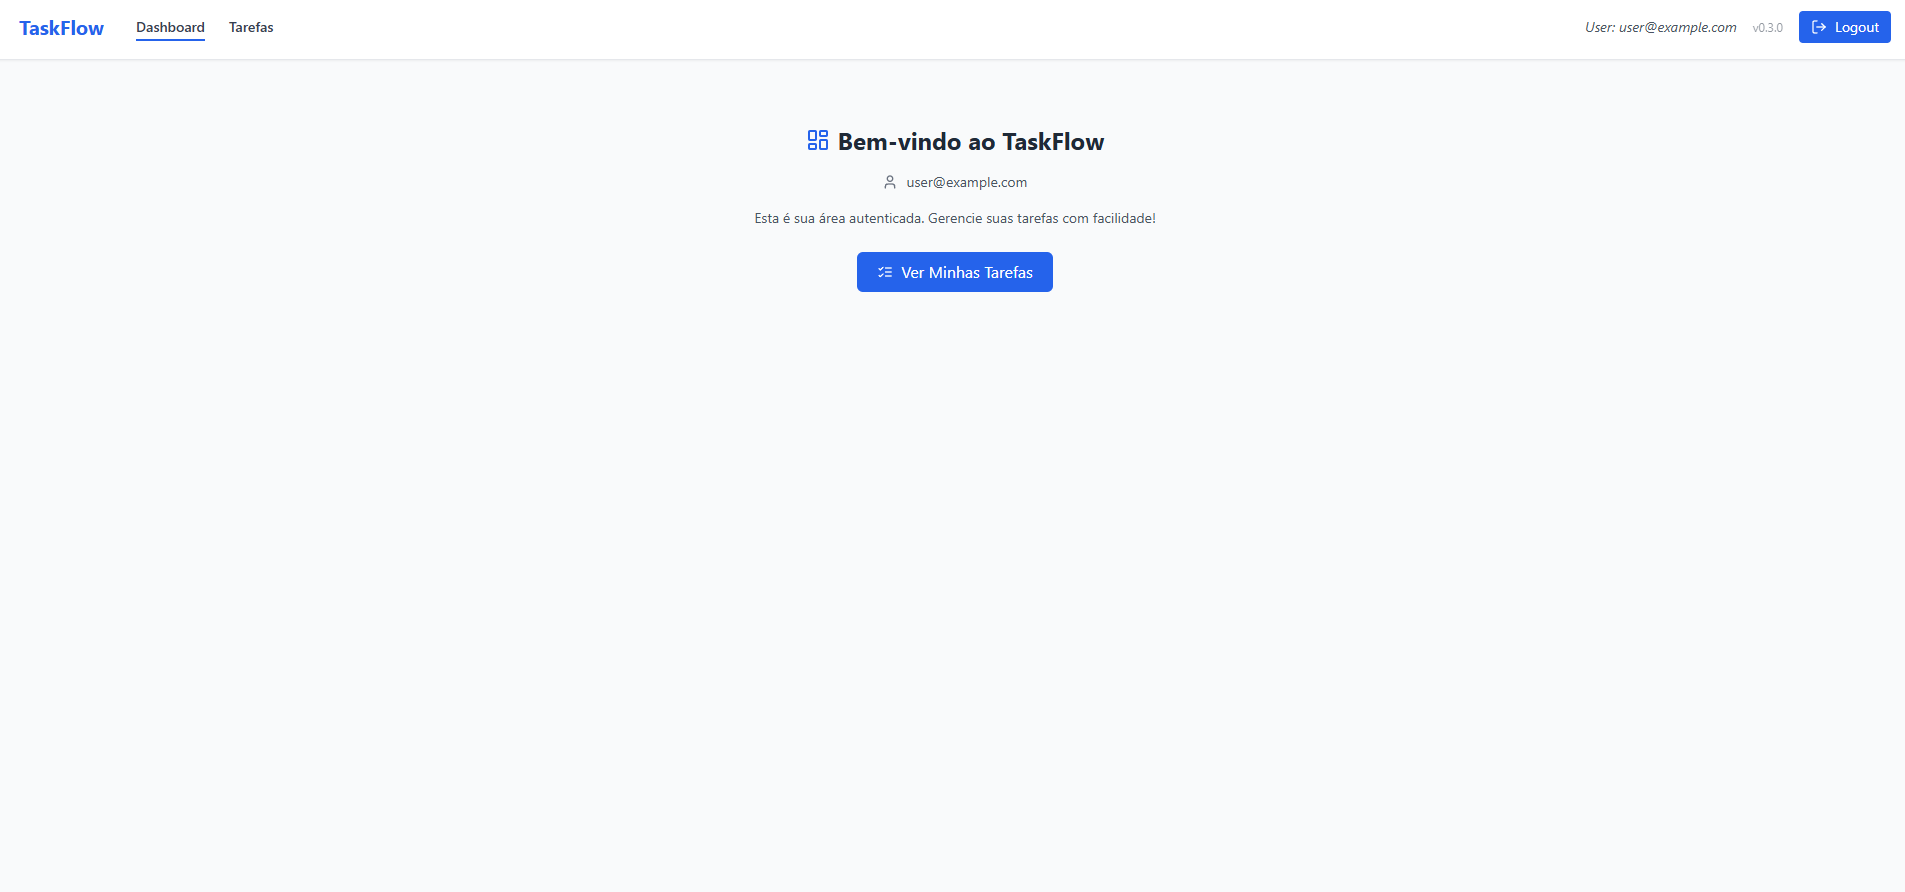 TaskFlow Dashboard Tarefas User: user@example.com v0.3.0 Logout
Bem-vindo ao TaskFlow
user@example.com
Esta é sua área autenticada. Gerencie suas tarefas com facilidade!
Ver Minhas Tarefas